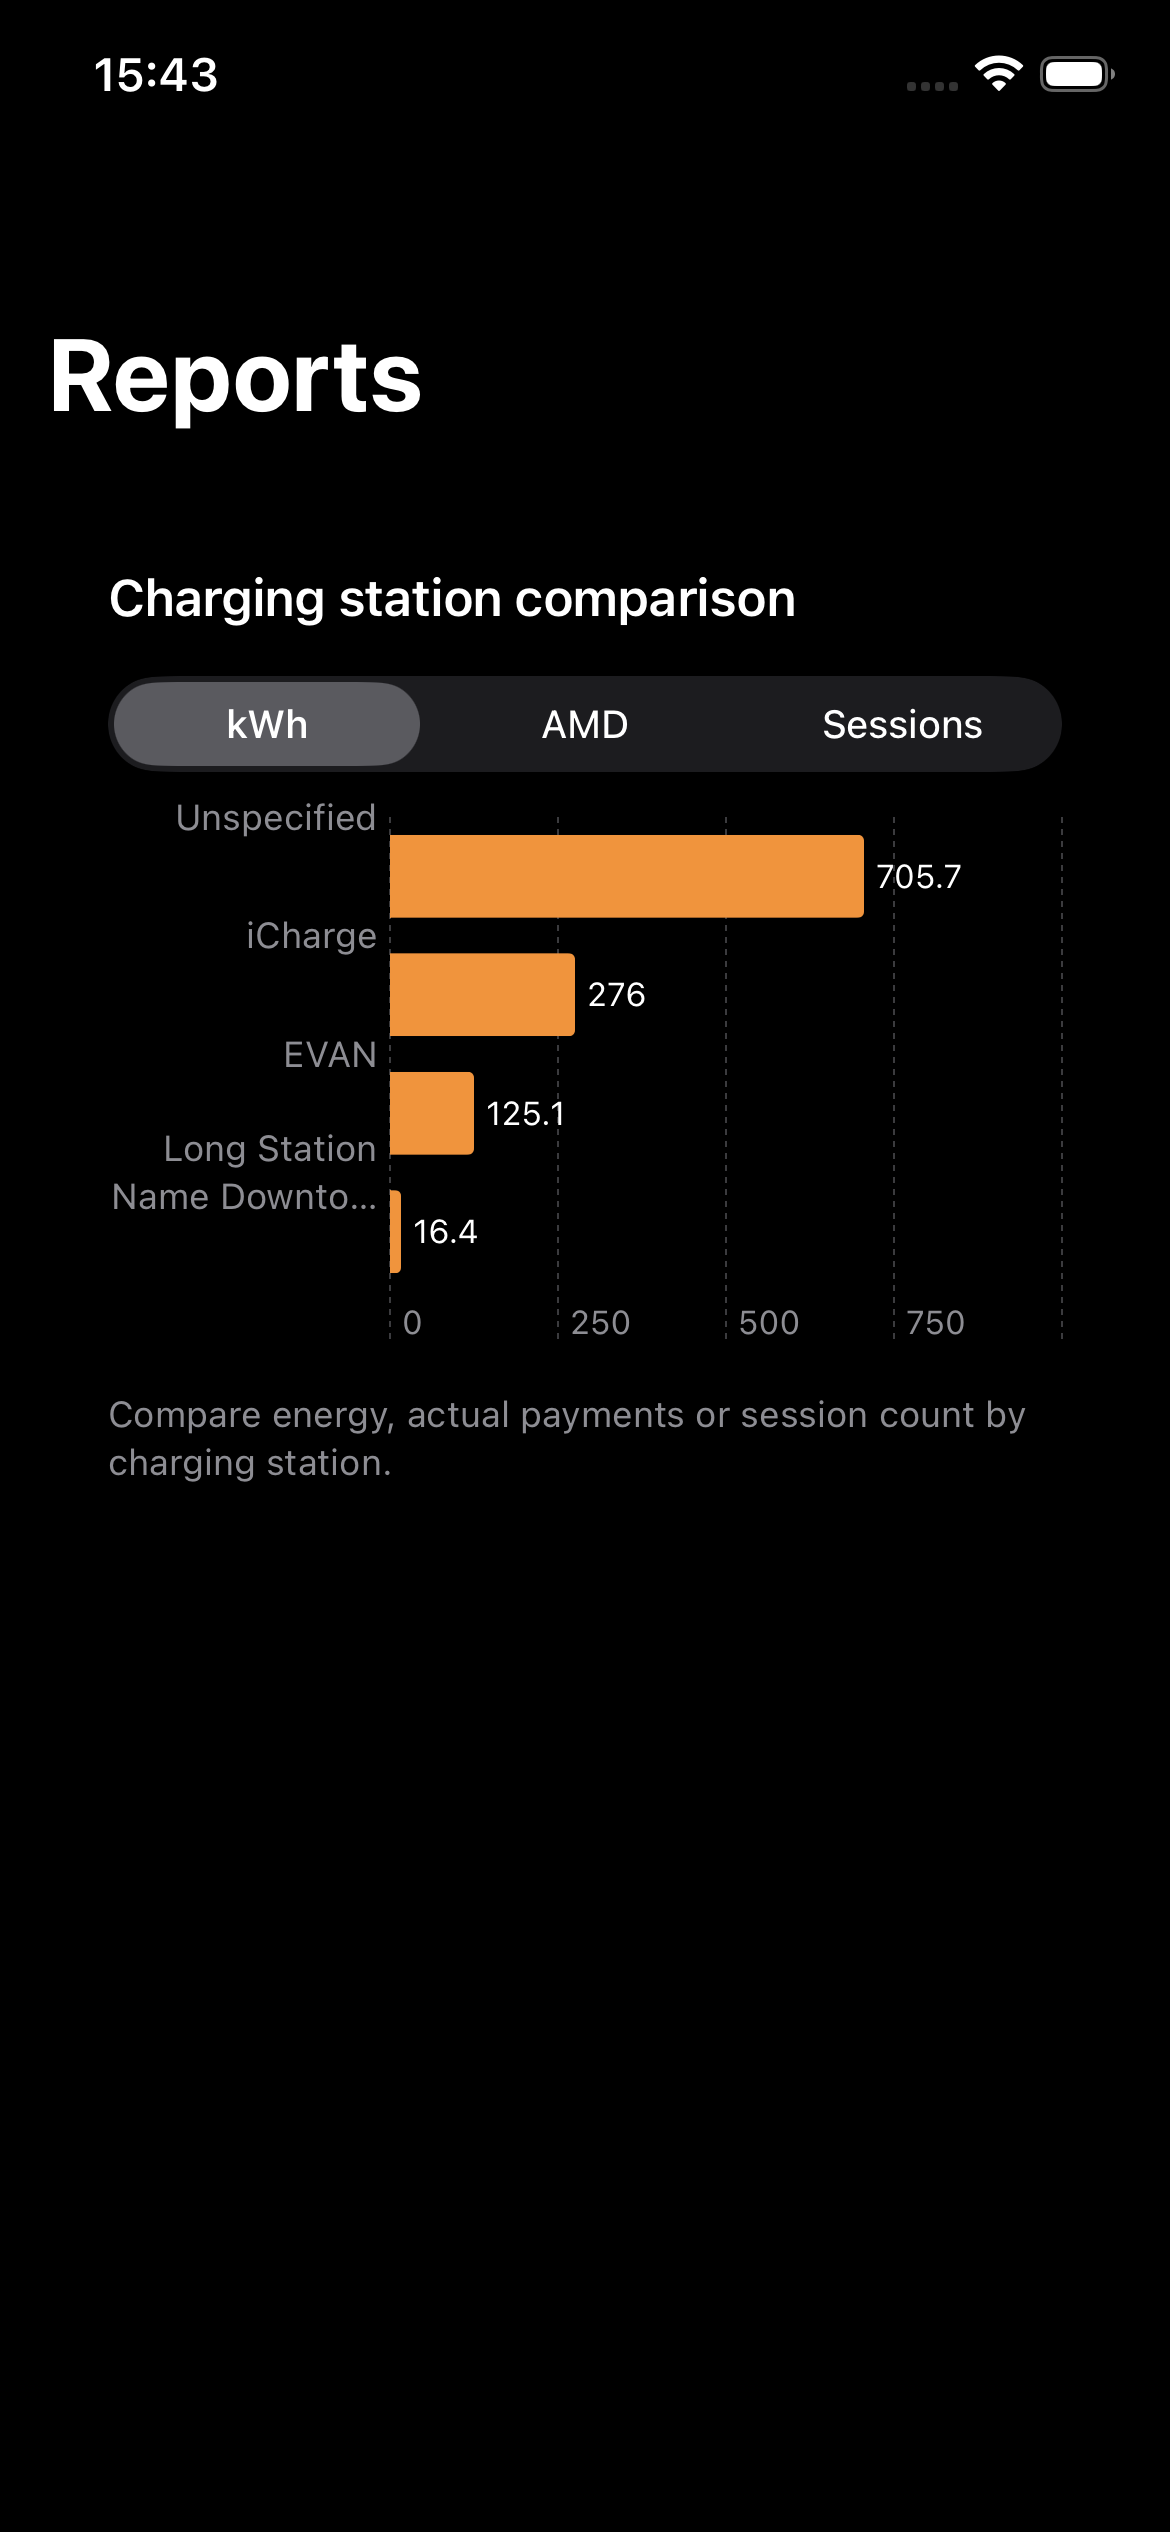 15:43
Reports
Charging station comparison
kWh
AMD
Sessions
Unspecified
705.7
iCharge
276
EVAN
125.1
Long Station
Name Downto...
16.4
0
250
500
750
Compare energy, actual payments or session count by
charging station.